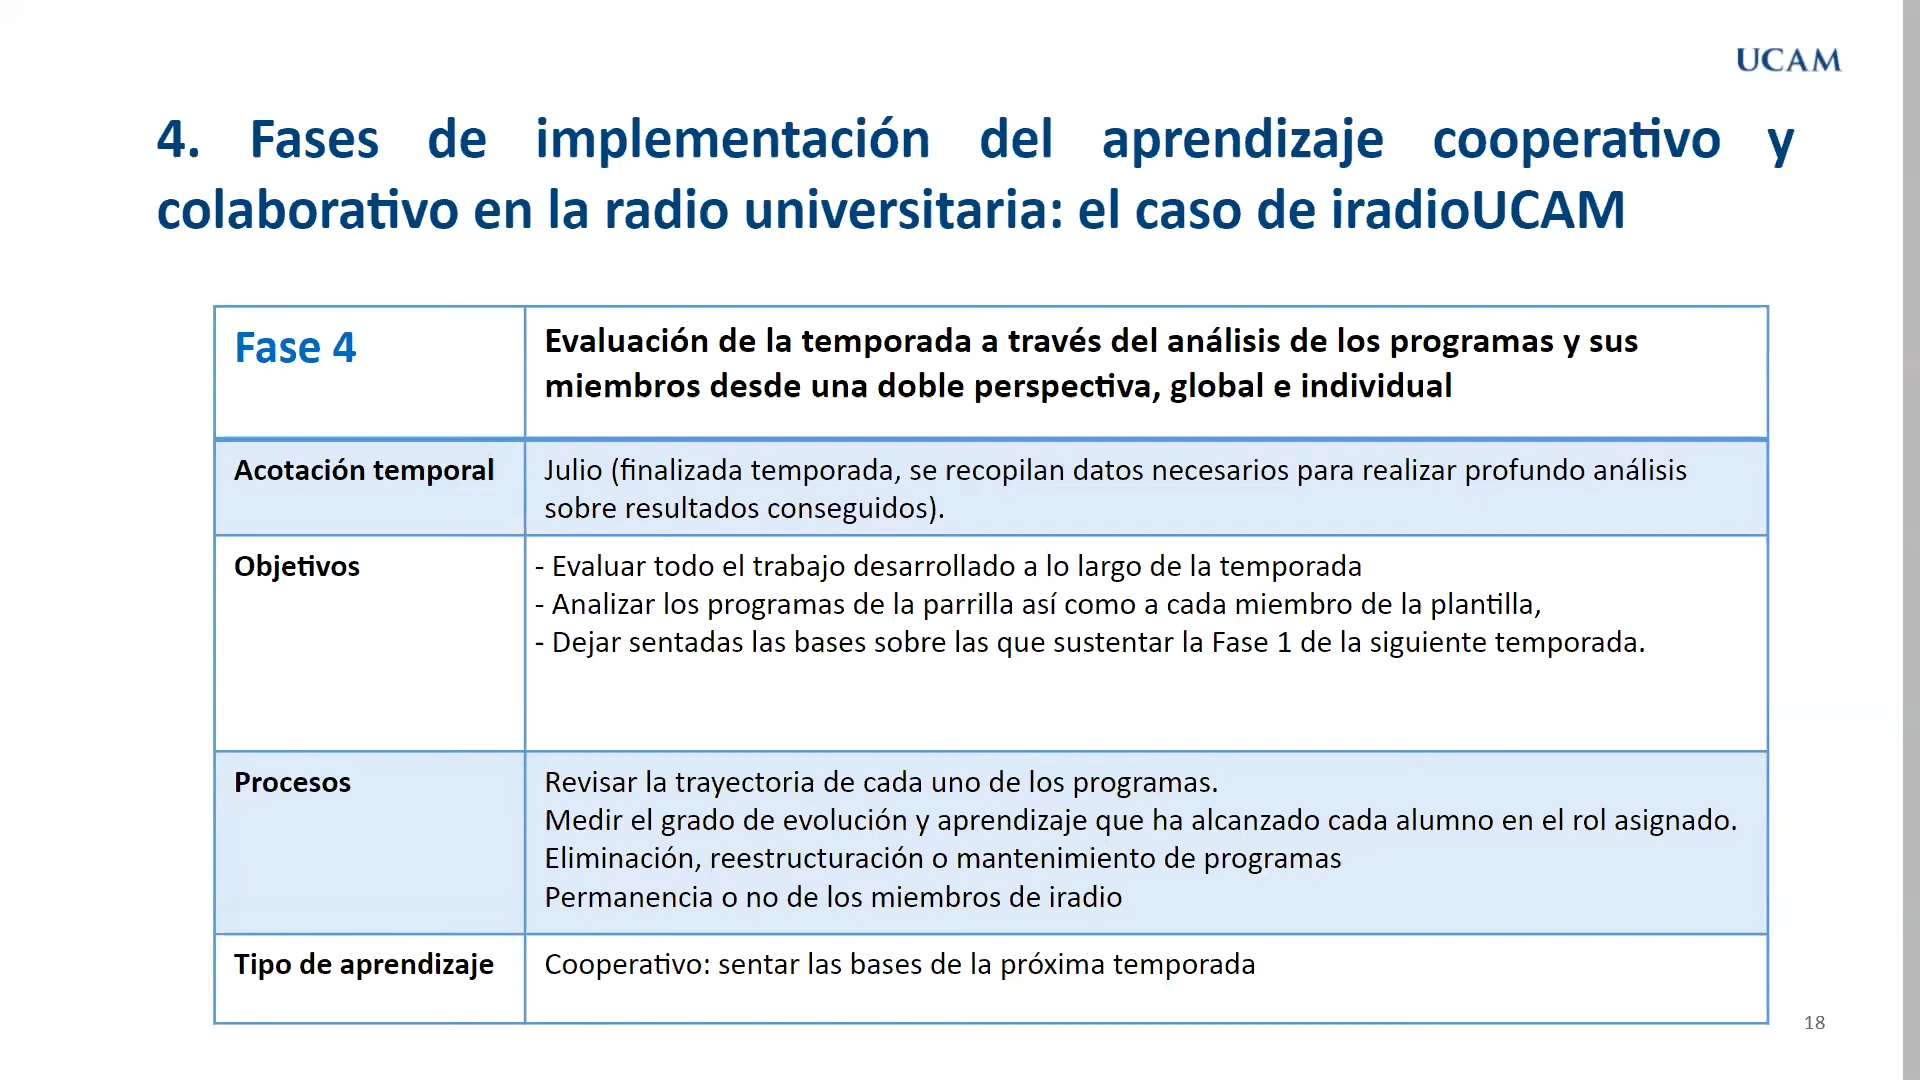 UCAM
4. Fases de implementación del aprendizaje cooperativo y
colaborativo en la radio universitaria: el caso de iradioUCAM
Fase 4
Evaluación de la temporada a través del análisis de los programas y sus
miembros desde una doble perspectiva, global e individual
Acotación temporal
Julio (finalizada temporada, se recopilan datos necesarios para realizar profundo análisis
sobre resultados conseguidos).
Objetivos
- Evaluar todo el trabajo desarrollado a lo largo de la temporada
- Analizar los programas de la parrilla así como a cada miembro de la plantilla,
- Dejar sentadas las bases sobre las que sustentar la Fase 1 de la siguiente temporada.
Procesos
Revisar la trayectoria de cada uno de los programas.
Medir el grado de evolución y aprendizaje que ha alcanzado cada alumno en el rol asignado.
Eliminación, reestructuración o mantenimiento de programas
Permanencia o no de los miembros de iradio
Tipo de aprendizaje
Cooperativo: sentar las bases de la próxima temporada
18